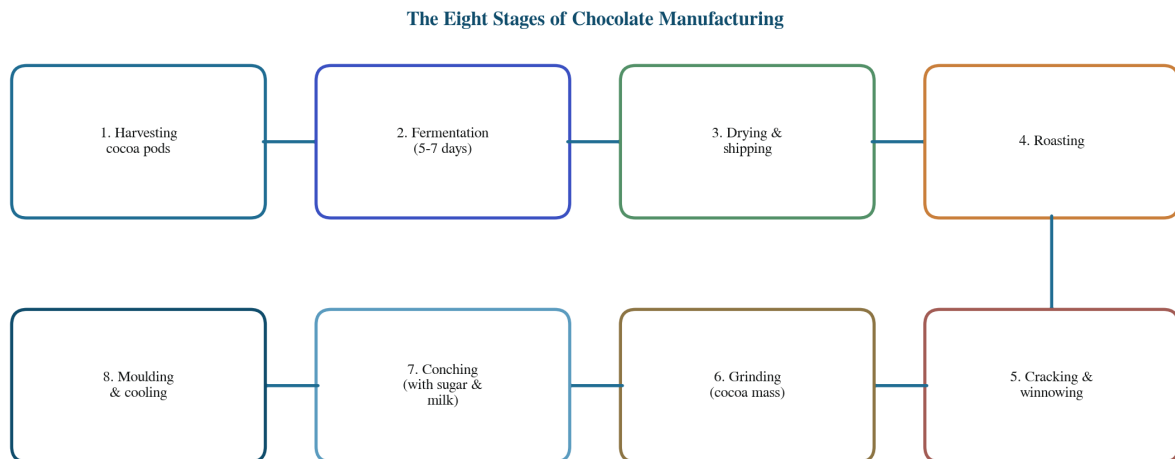 The Eight Stages of Chocolate Manufacturing
1. Harvesting
cocoa pods
2. Fermentation
(5-7 days)
3. Drying &
shipping
4. Roasting
5. Cracking &
winnowing
6. Grinding
(cocoa mass)
7. Conching
(with sugar &
milk)
8. Moulding
& cooling